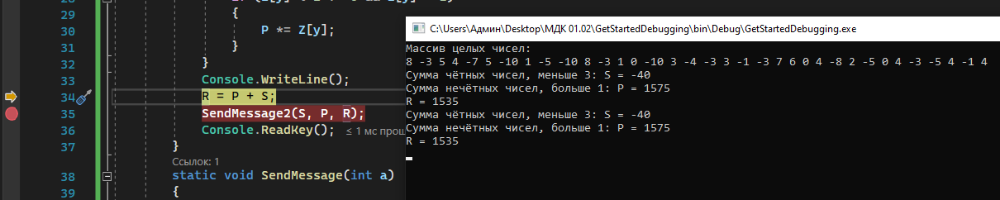 29
{
30
P *= Z[y];
31
}
32
}
33
Console.WriteLine();
34
R = P + S;
35
SendMessage2(S, P, R);
36
Console.ReadKey(); ≤ 1 мс прош
37
}
Ссылок: 1
38
static void SendMessage(int a)
39
{
C:\Users\Админ\Desktop\МДК 01.02\GetStartedDebugging\bin\Debug\GetStartedDebugging.exe
Массив целых чисел:
8 -3 5 4 -7 5 -10 1 -5 -10 8 -3 1 0 -10 3 -4 -3 3 -1 -3 7 6 0 4 -8 2 -5 0 4 -3 -5 4 -1 4
Сумма чётных чисел, меньше 3: S = -40
Сумма нечётных чисел, больше 1: P = 1575
R = 1535
Сумма чётных чисел, меньше 3: S = -40
Сумма нечётных чисел, больше 1: P = 1575
R = 1535